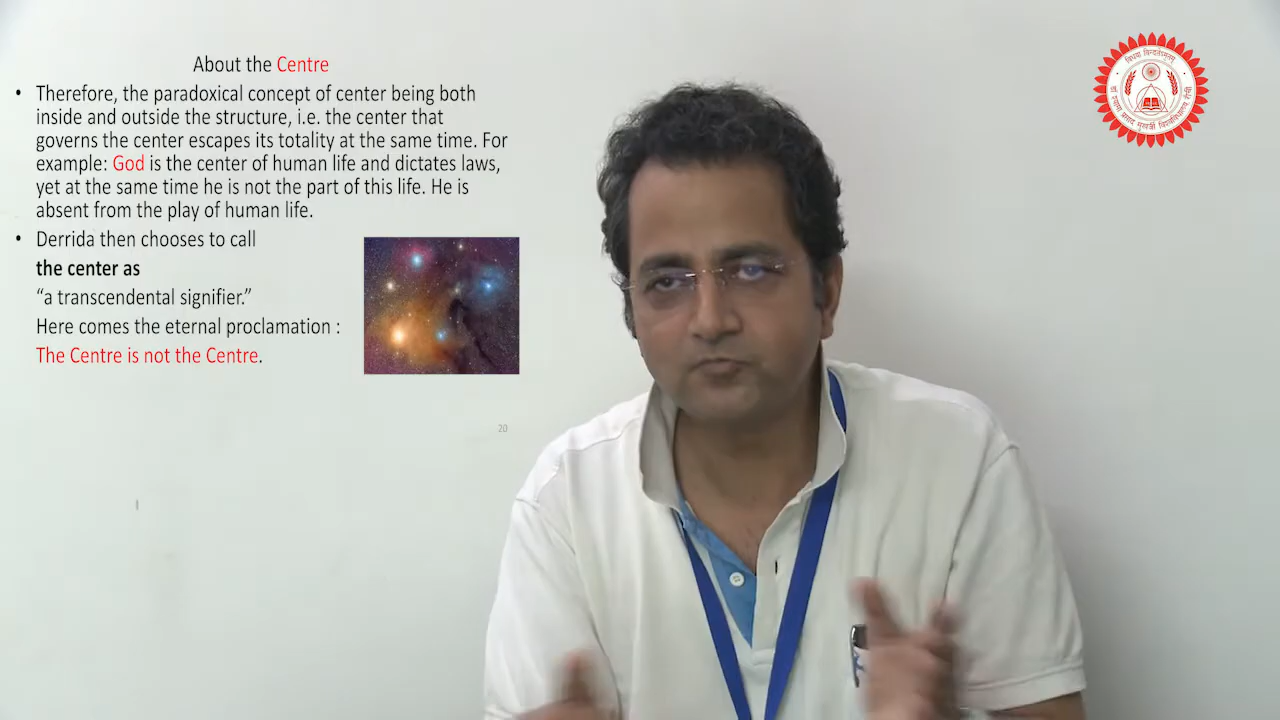 About the Centre
• Therefore, the paradoxical concept of center being both
inside and outside the structure, i.e. the center that
governs the center escapes its totality at the same time. For
example: God is the center of human life and dictates laws,
yet at the same time he is not the part of this life. He is
absent from the play of human life.
• Derrida then chooses to call
the center as
“a transcendental signifier.”
Here comes the eternal proclamation :
The Centre is not the Centre.
20